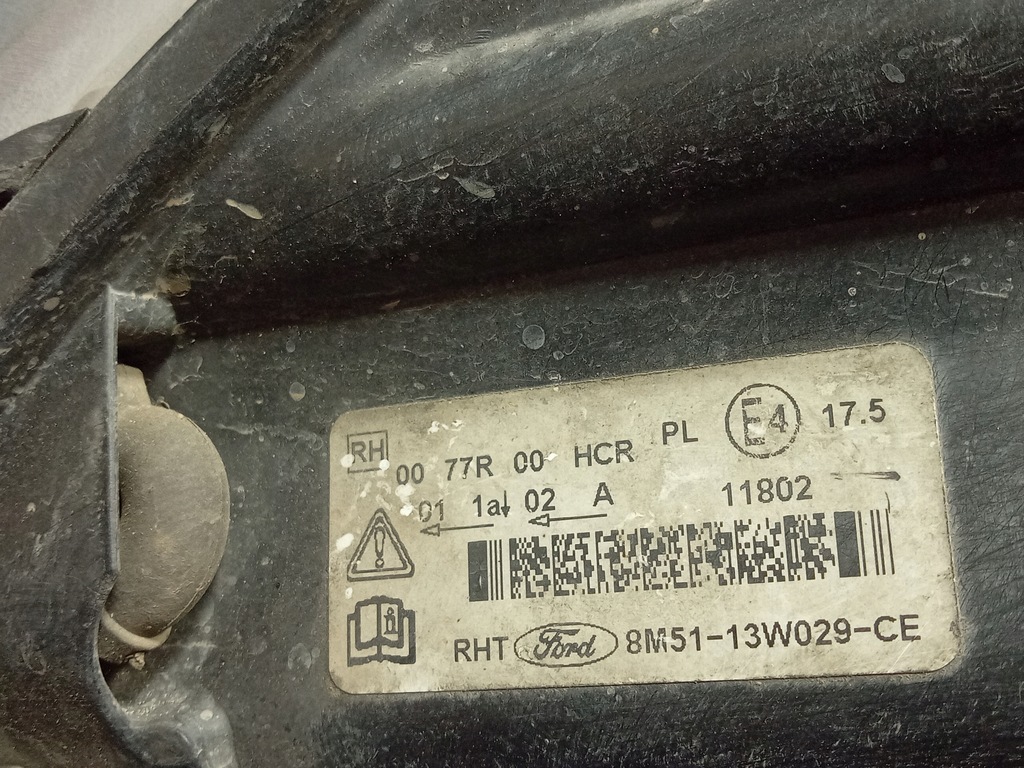 RH 00 77R 00 HCR PL E4 17.5
01 1a 02 A 11802
RHT Ford 8M51-13W029-CE